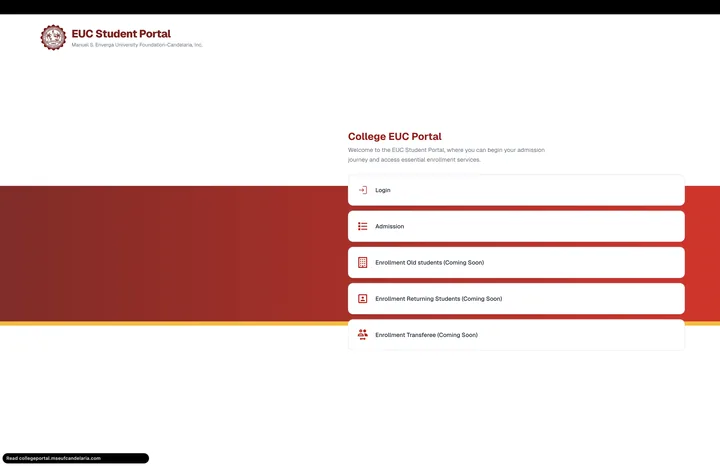 EUC Student Portal
Manuel S. Enverga University Foundation-Candelaria, Inc.
College EUC Portal
Welcome to the EUC Student Portal, where you can begin your admission
journey and access essential enrollment services.
Login
Admission
Enrollment Old students (Coming Soon)
Enrollment Returning Students (Coming Soon)
Enrollment Transferee (Coming Soon)
Read collegeportal.mseufcandelaria.com